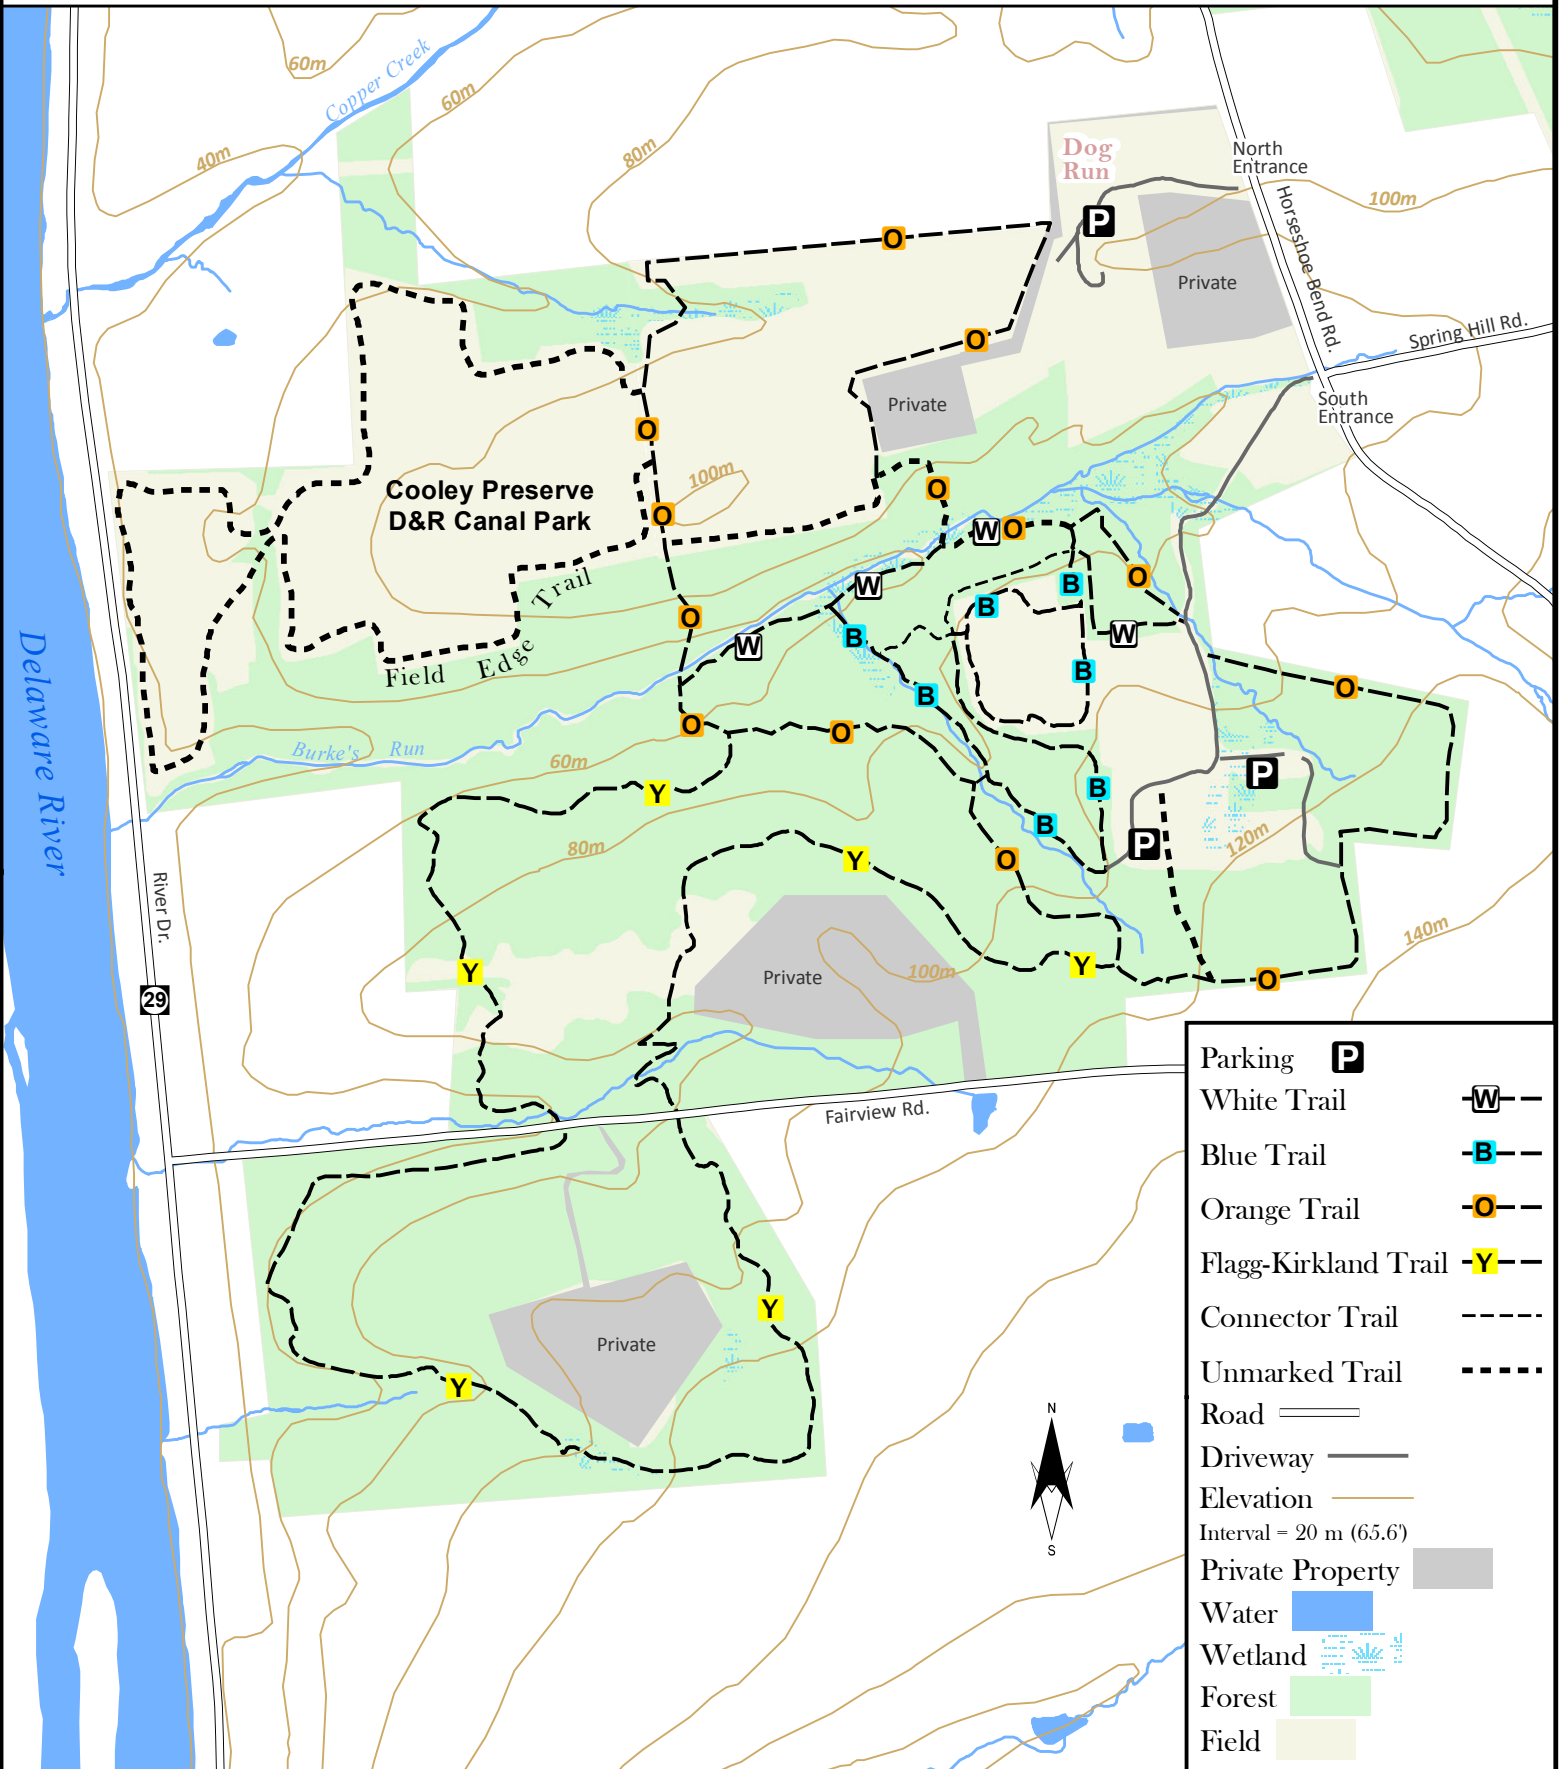 60m
Copper Creek
60m
40m
80m
Dog
Run
North
Entrance
P
100m
O
Private
Horseshoe Bend Rd.
Spring Hill Rd.
O
Private
South
Entrance
O
100m
Cooley Preserve
D&R Canal Park
O
O
W
O
Trail
W
B
B
O
O
W
B
W
Field Edge
B
B
O
Delaware River
O
O
Burke's Run
60m
Y
B
P
B
80m
Y
O
P
120m
River Dr.
140m
Y
Y
100m
Private
O
29
Fairview Rd.
Y
Private
Y
N
S
Parking P
White Trail W
Blue Trail B
Orange Trail O
Flagg-Kirkland Trail Y
Connector Trail
Unmarked Trail
Road
Driveway
Elevation
Interval = 20 m (65.6')
Private Property
Water
Wetland
Forest
Field